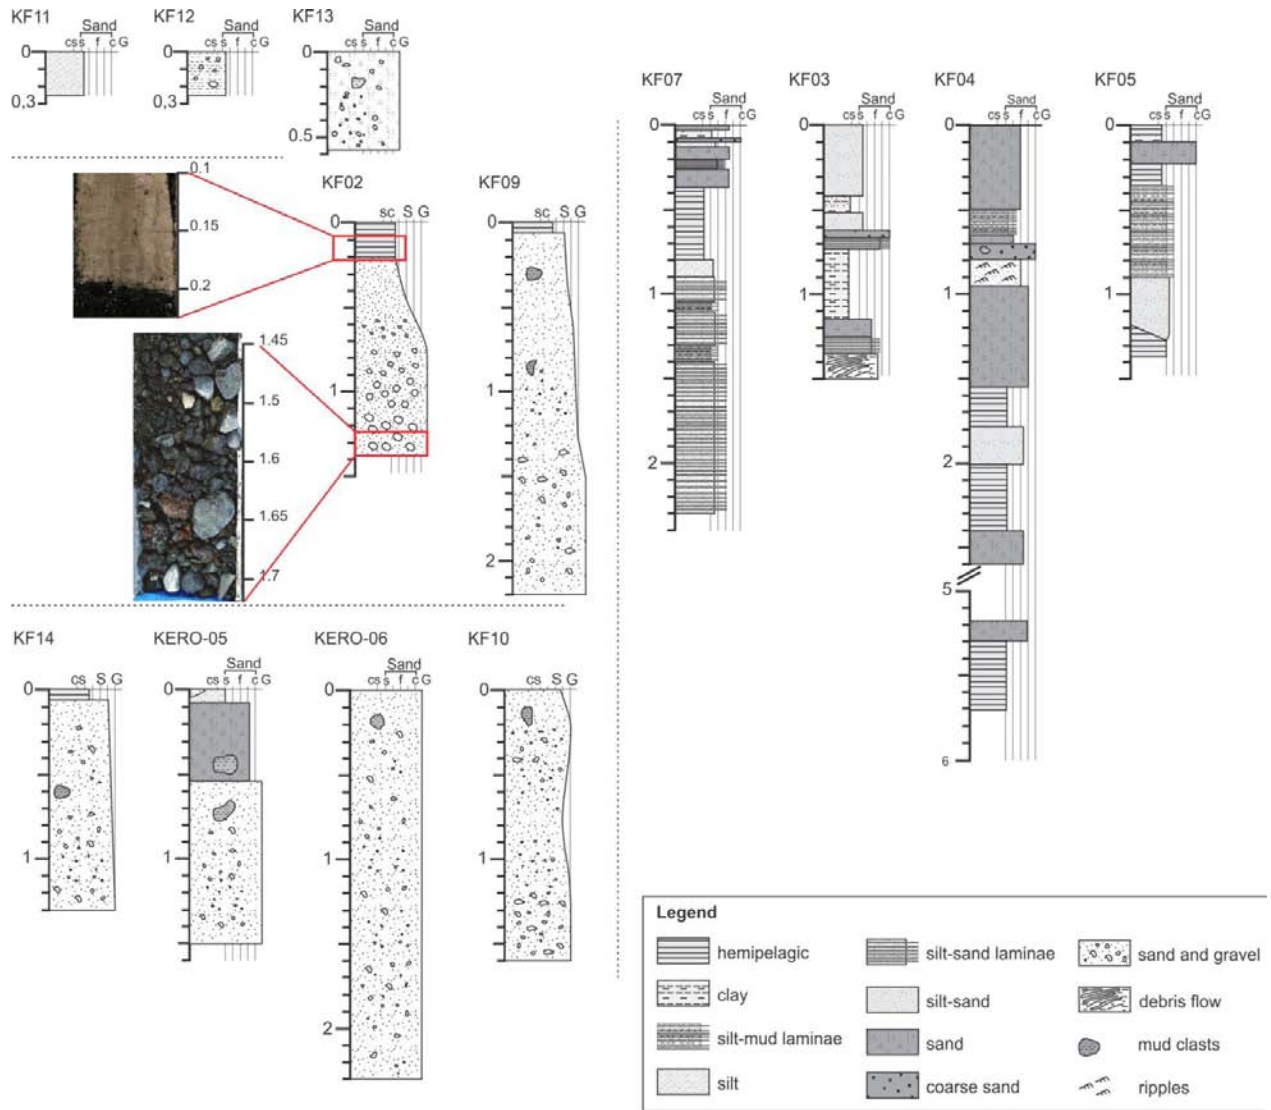 KF11
Sand
cs s f c G
0
0,3
KF12
Sand
cs s f c G
0
0.3
KF13
Sand
cs s f c G
0
0.5
0.1
0.15
0.2
1.45
1.5
1.6
1.65
1.7
KF02
sc S G
0
1
KF09
sc S G
0
1
2
KF07
Sand
cs s f c G
0
1
2
KF03
Sand
cs s f c G
0
1
KF04
Sand
cs s f c G
0
1
2
5
6
KF05
Sand
cs s f c G
0
1
KF14
cs S G
0
1
KERO-05
Sand
cs s f c G
0
1
KERO-06
Sand
cs s f c G
0
1
2
KF10
cs S G
0
1
Legend
hemipelagic
clay
silt-mud laminae
silt
silt-sand laminae
silt-sand
sand
coarse sand
sand and gravel
debris flow
mud clasts
ripples